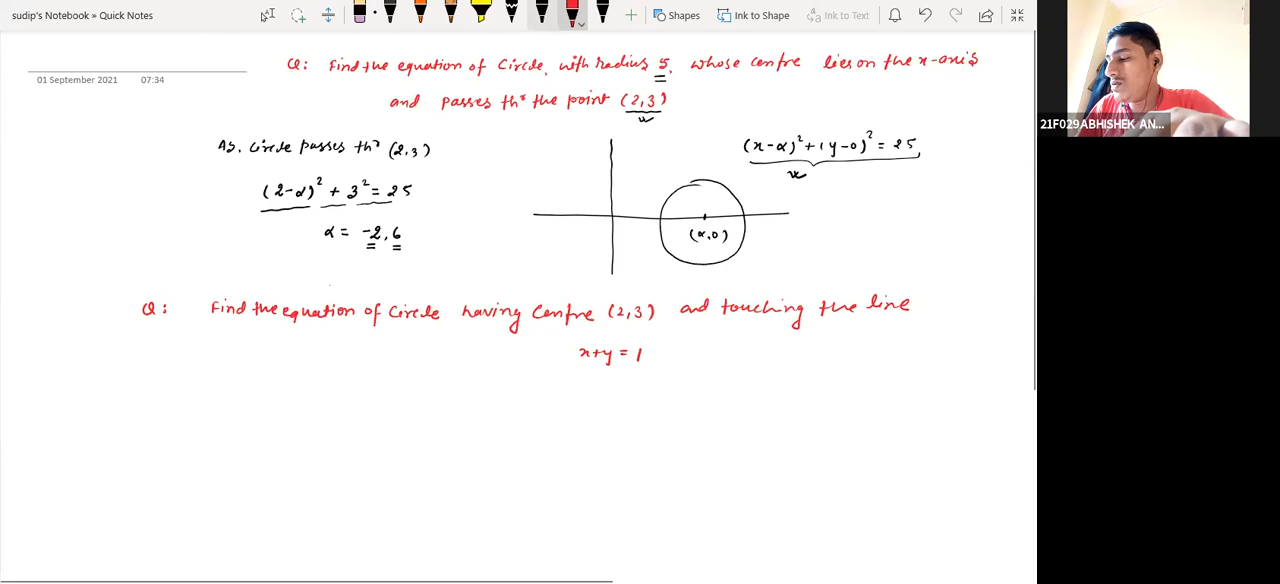 sudip's Notebook » Quick Notes
Shapes
Ink to Shape
Ink to Text
01 September 2021 07:34
Q: Find the equation of Circle, with radius 5, whose centre lies on the x-axis
and passes thr the point (2,3)
As, Circle passes thr (2,3)
(x-α)² + (y-0)² = 25
(2-α)² + 3² = 25
α = -2, 6
(α,0)
Q: Find the equation of Circle having Centre (2,3) and touching the line
x+y = 1
21F029ABHISHEK AN...